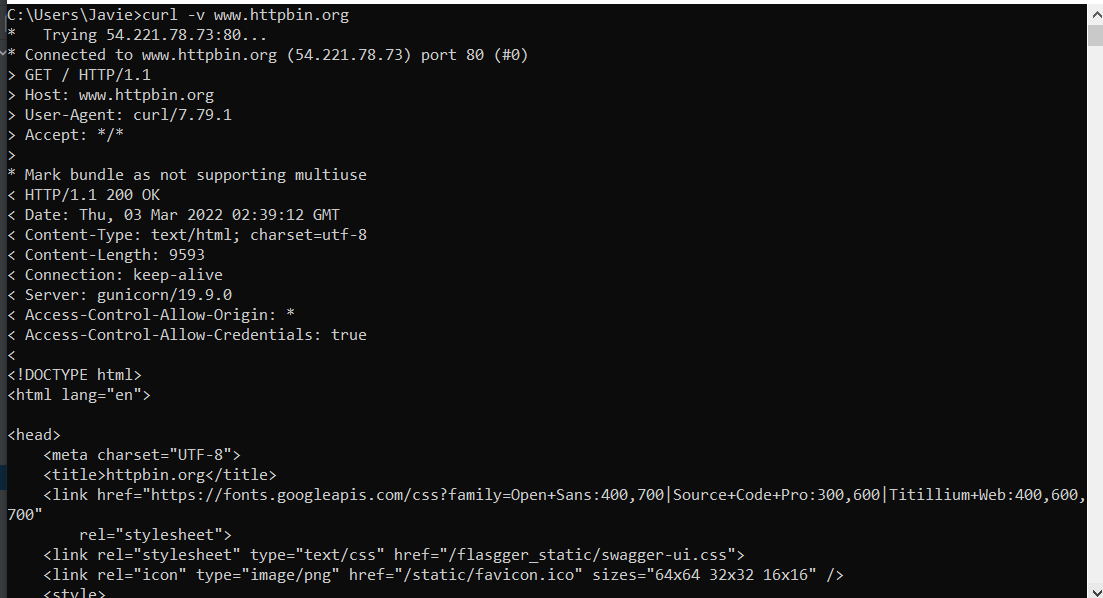 C:\Users\Javie>curl -v www.httpbin.org
*   Trying 54.221.78.73:80...
* Connected to www.httpbin.org (54.221.78.73) port 80 (#0)
> GET / HTTP/1.1
> Host: www.httpbin.org
> User-Agent: curl/7.79.1
> Accept: */*
>
* Mark bundle as not supporting multiuse
< HTTP/1.1 200 OK
< Date: Thu, 03 Mar 2022 02:39:12 GMT
< Content-Type: text/html; charset=utf-8
< Content-Length: 9593
< Connection: keep-alive
< Server: gunicorn/19.9.0
< Access-Control-Allow-Origin: *
< Access-Control-Allow-Credentials: true
<
<!DOCTYPE html>
<html lang="en">

<head>
    <meta charset="UTF-8">
    <title>httpbin.org</title>
    <link href="https://fonts.googleapis.com/css?family=Open+Sans:400,700|Source+Code+Pro:300,600|Titillium+Web:400,600,
700"
        rel="stylesheet">
    <link rel="stylesheet" type="text/css" href="/flasgger_static/swagger-ui.css">
    <link rel="icon" type="image/png" href="/static/favicon.ico" sizes="64x64 32x32 16x16" />
    <style>